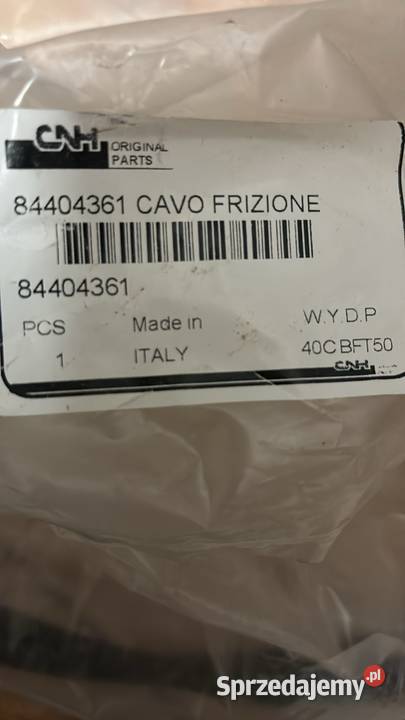 CNH ORIGINAL
PARTS
84404361 CAVO FRIZIONE
84404361
PCS Made in W.Y.D.P
1 ITALY 40C BFT50
CNH
Sprzedajemy.pl